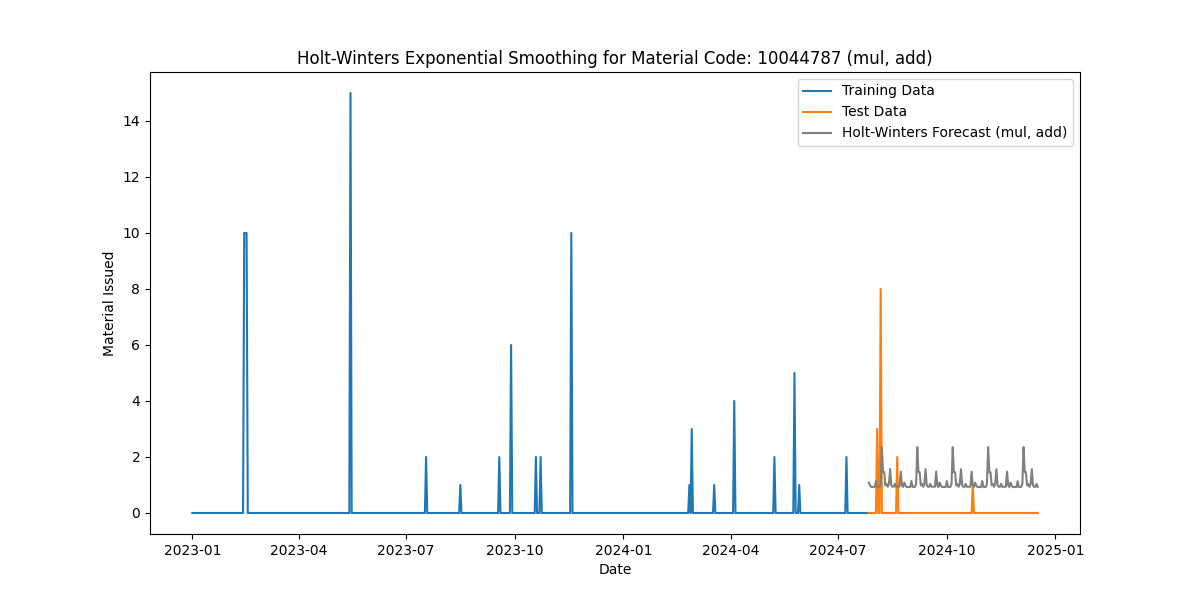 Holt-Winters Exponential Smoothing for Material Code: 10044787 (mul, add)
Training Data
Test Data
Holt-Winters Forecast (mul, add)
Material Issued
14
12
10
8
6
4
2
0
2023-01 2023-04 2023-07 2023-10 2024-01 2024-04 2024-07 2024-10 2025-01
Date